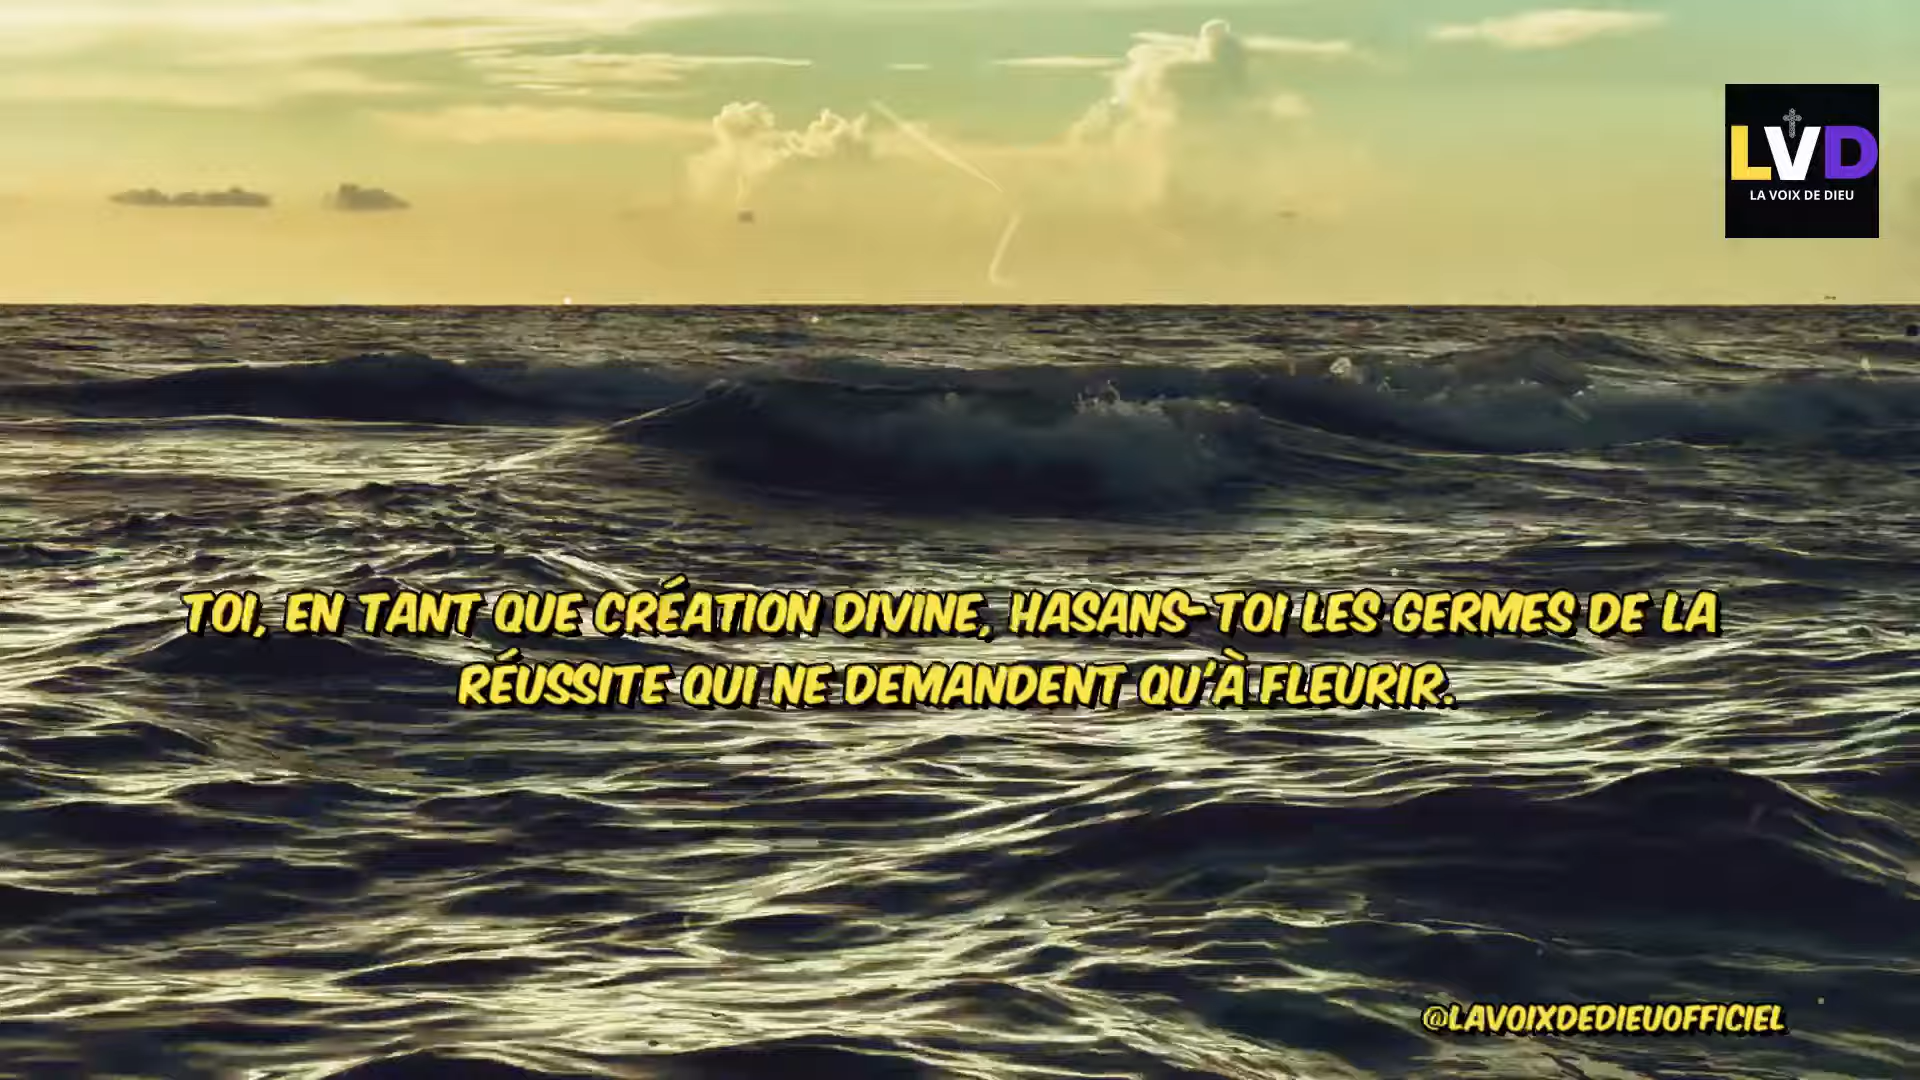 LVD
LA VOIX DE DIEU
TOI, EN TANT QUE CRÉATION DIVINE, HASANS-TOI LES GERMES DE LA
RÉUSSITE QUI NE DEMANDENT QU'À FLEURIR.
@LAVOIXDEDIEUOFFICIEL